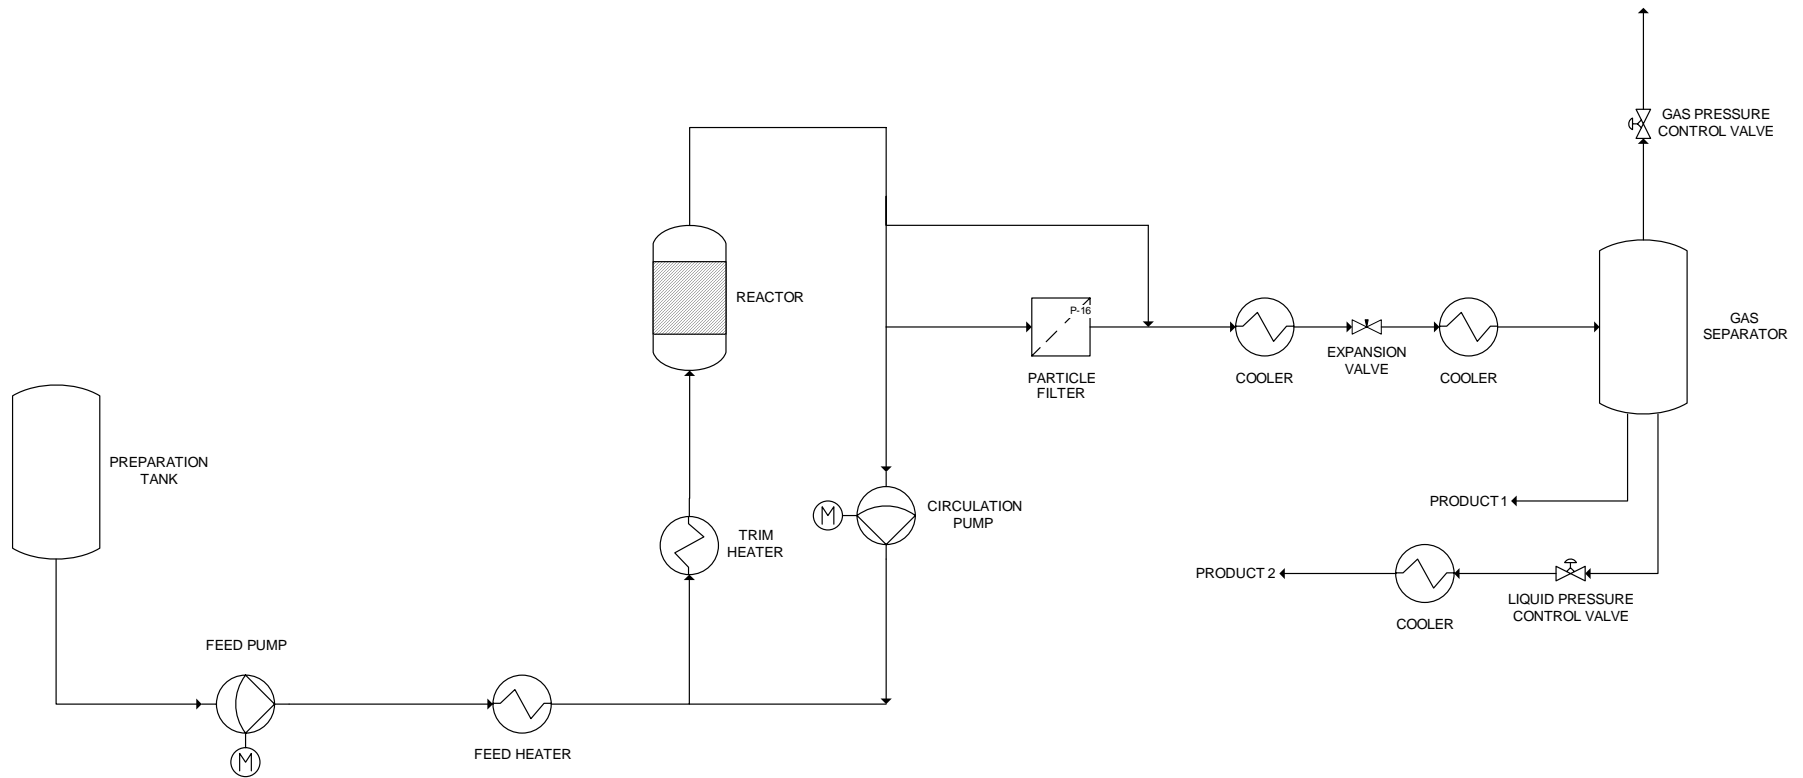 GAS PRESSURE
CONTROL VALVE
REACTOR
P-16
PARTICLE
FILTER
COOLER
EXPANSION
VALVE
COOLER
GAS
SEPARATOR
PREPARATION
TANK
M
CIRCULATION
PUMP
TRIM
HEATER
PRODUCT 1
PRODUCT 2
COOLER
LIQUID PRESSURE
CONTROL VALVE
FEED PUMP
M
FEED HEATER